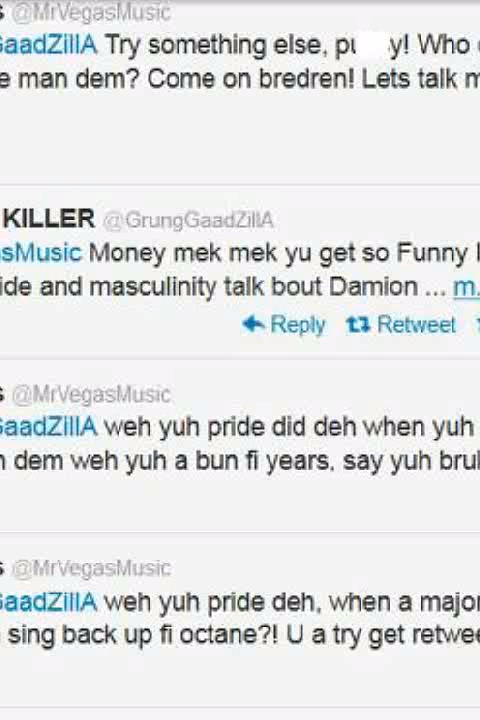 @MrVegasMusic
GaadZillA Try something else, pu y! Who
e man dem? Come on bredren! Lets talk m
KILLER @GrungGaadZillA
sMusic Money mek mek yu get so Funny
ide and masculinity talk bout Damion ... m.
Reply Retweet
@MrVegasMusic
GaadZillA weh yuh pride did deh when yuh
dem weh yuh a bun fi years, say yuh bruk
@MrVegasMusic
GaadZillA weh yuh pride deh, when a major
sing back up fi octane?! U a try get retwee